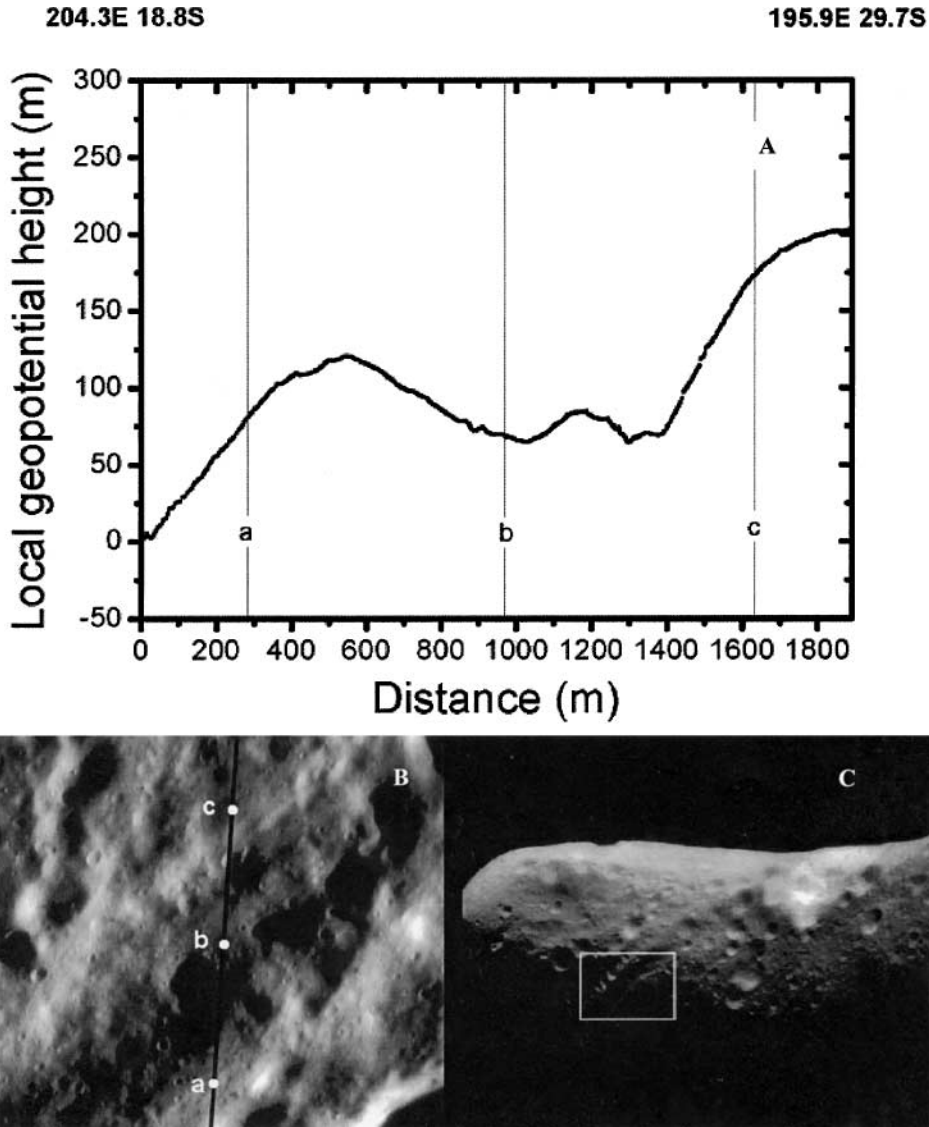 204.3E 18.8S 195.9E 29.7S
Local geopotential height (m)
300
250
200
150
100
50
0
-50
A
a b c
0 200 400 600 800 1000 1200 1400 1600 1800
Distance (m)
B
c
b
a
C